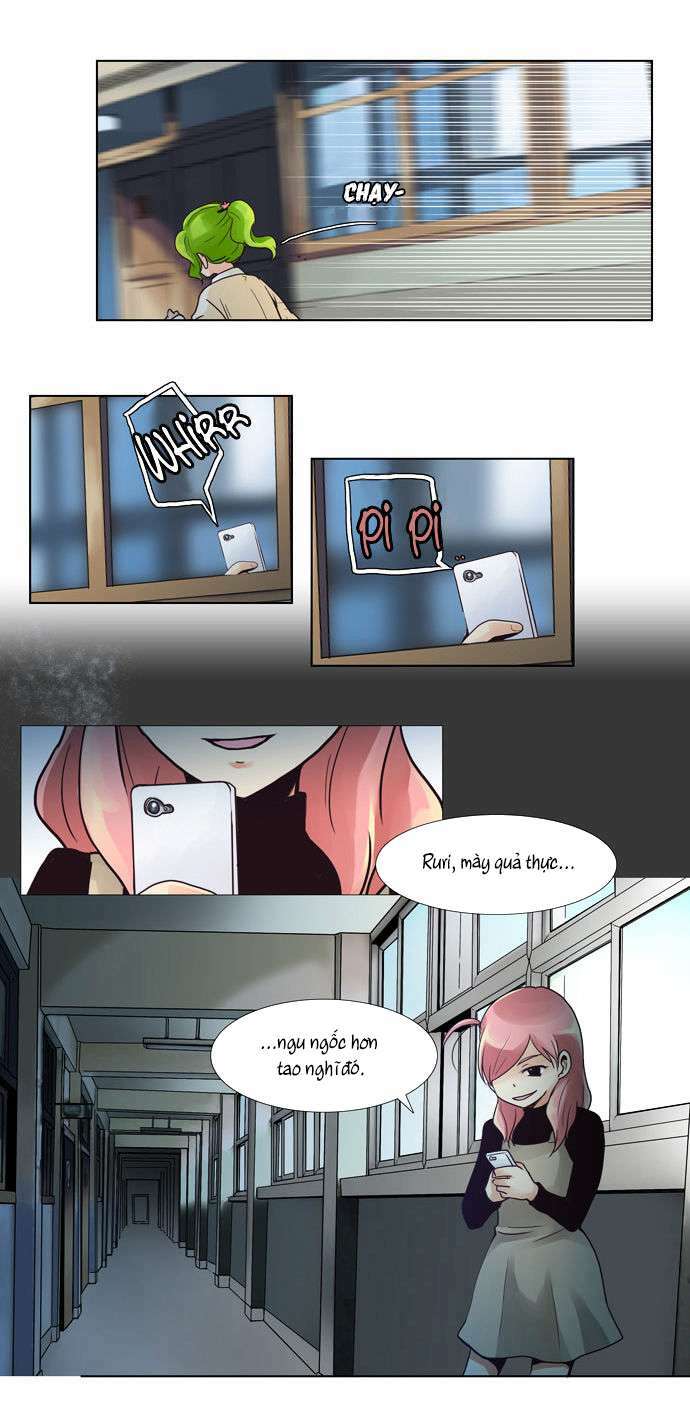 CHẠY-
WHIRR
PI PI
Ruri, mày quả thực...
...ngu ngốc hơn
tao nghĩ đó.